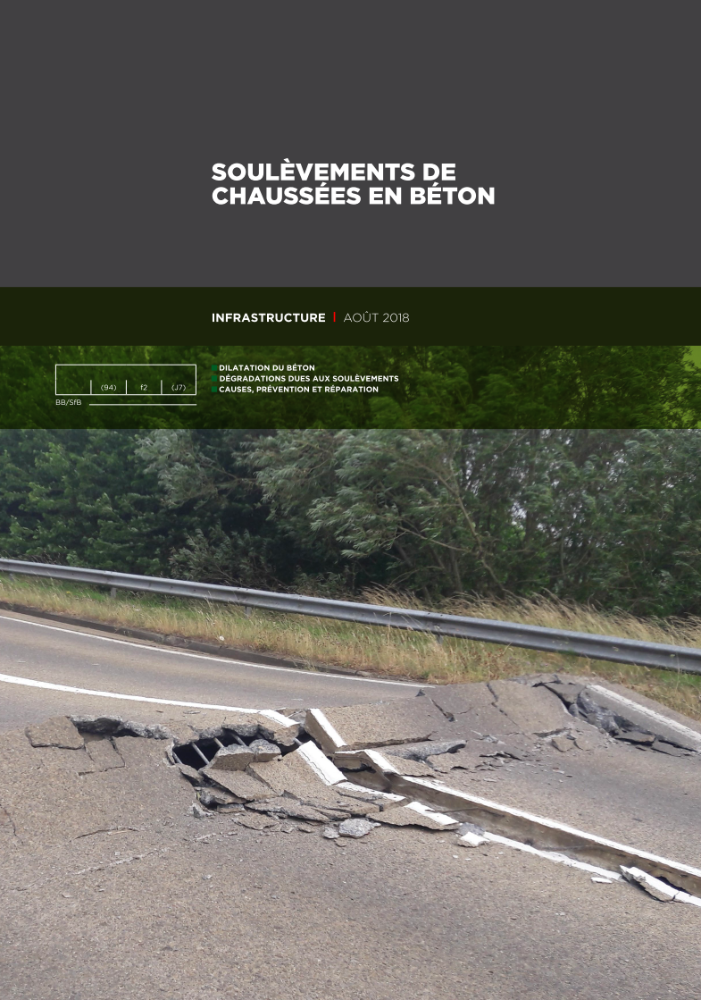 SOULÈVEMENTS DE
CHAUSSÉES EN BÉTON
INFRASTRUCTURE | AOÛT 2018
(94) f2 (J7)
BB/SfB
DILATATION DU BÉTON
DÉGRADATIONS DUES AUX SOULÈVEMENTS
CAUSES, PRÉVENTION ET RÉPARATION